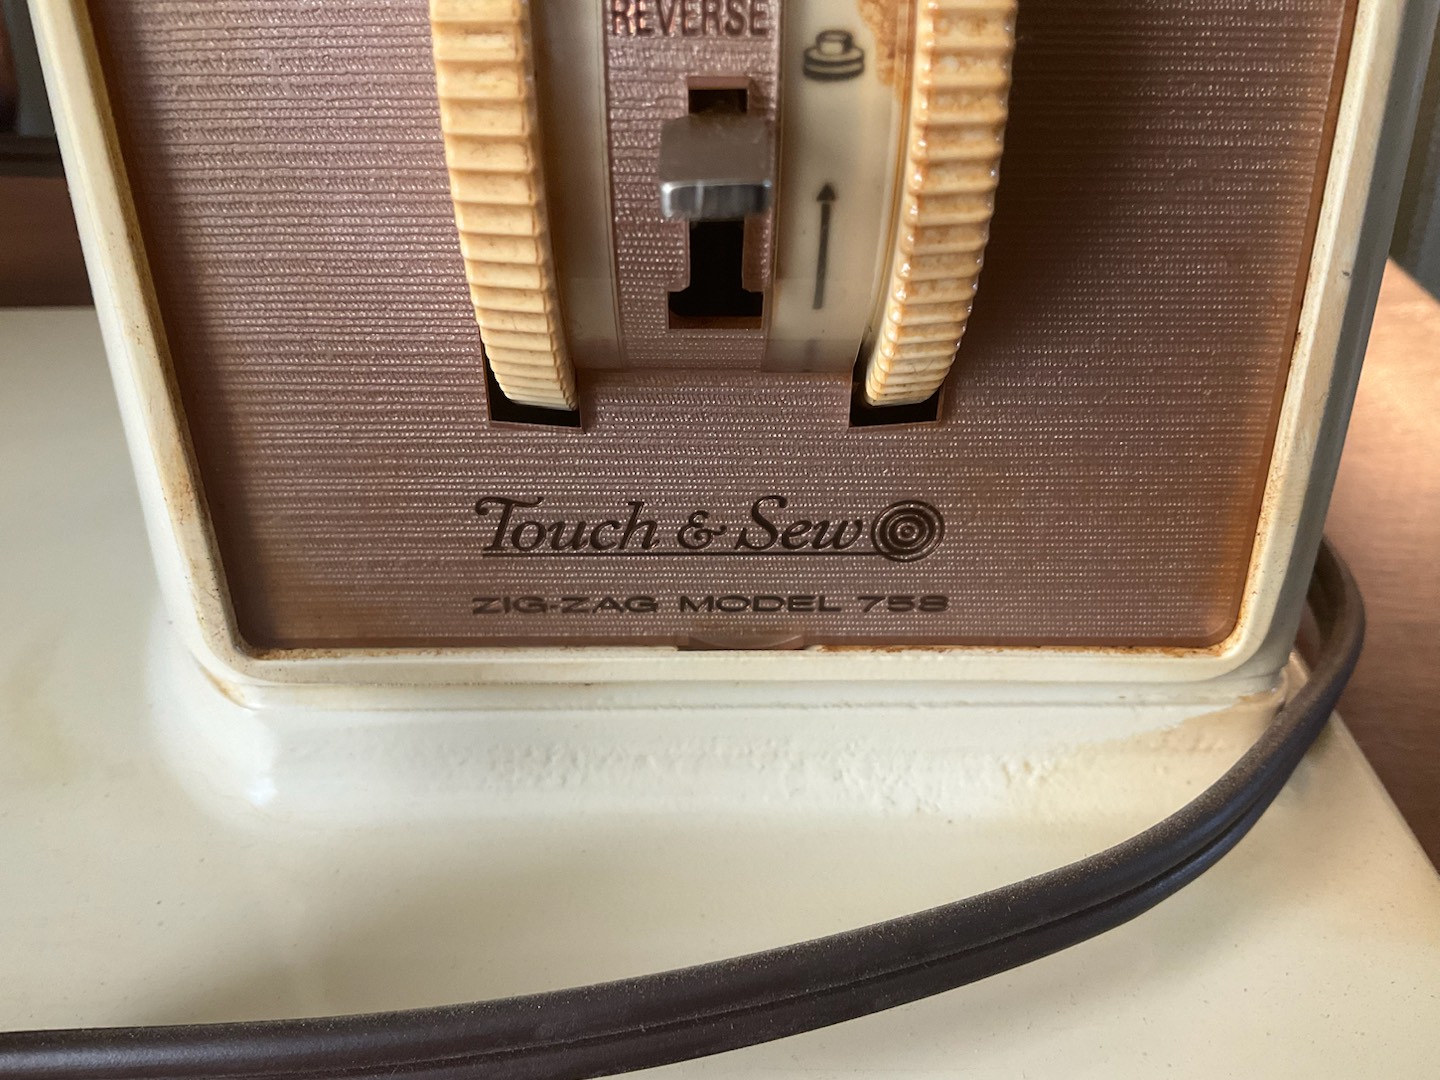 REVERSE
Touch & Sew
ZIG-ZAG MODEL 758